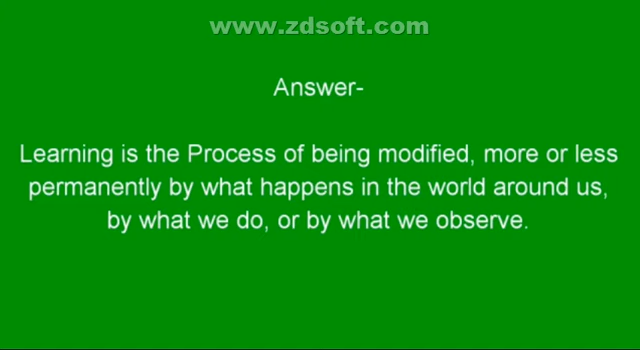 www.zdsoft.com
Answer-
Learning is the Process of being modified, more or less
permanently by what happens in the world around us,
by what we do, or by what we observe.